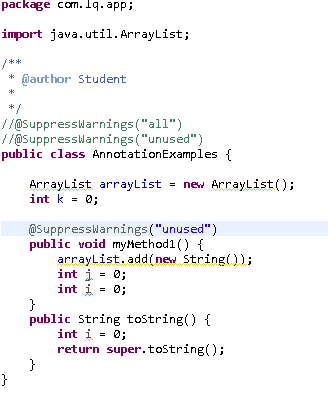 package com.lq.app;
import java.util.ArrayList;
/**
 * @author Student
 *
 */
//@SuppressWarnings("all")
//@SuppressWarnings("unused")
public class AnnotationExamples {
    ArrayList arrayList = new ArrayList();
    int k = 0;
    @SuppressWarnings("unused")
    public void myMethod1() {
        arrayList.add(new String());
        int j = 0;
        int i = 0;
    }
    public String toString() {
        int i = 0;
        return super.toString();
    }
}